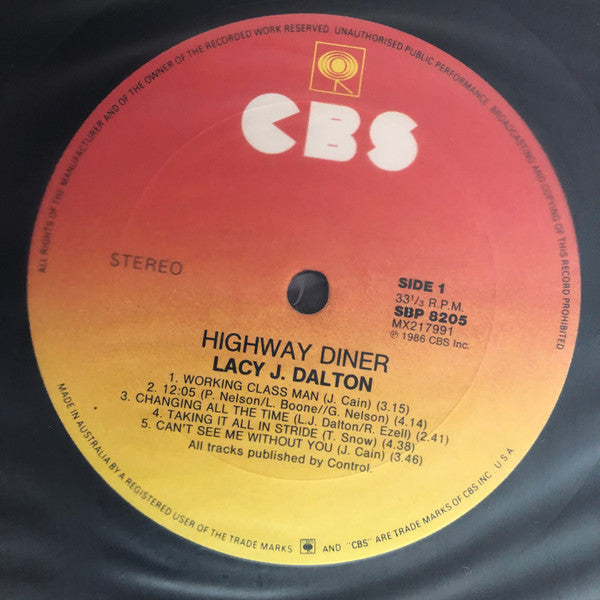 ALL RIGHTS OF THE MANUFACTURER AND OF THE OWNER OF THE RECORDED WORK RESERVED. UNAUTHORISED PUBLIC PERFORMANCE, BROADCASTING AND COPYING OF THIS RECORD PROHIBITED
CBS
STEREO
SIDE 1
33⅓ R.P.M.
SBP 8205
MX217991
℗ 1986 CBS Inc.
HIGHWAY DINER
LACY J. DALTON
1. WORKING CLASS MAN (J. Cain) (3.15)
2. 12:05 (P. Nelson/L. Boone//G. Nelson) (4.14)
3. CHANGING ALL THE TIME (L.J. Dalton/R. Ezell) (2.41)
4. TAKING IT ALL IN STRIDE (T. Snow) (4.38)
5. CAN'T SEE ME WITHOUT YOU (J. Cain) (3.46)
All tracks published by Control.
MADE IN AUSTRALIA BY A REGISTERED USER OF THE TRADE MARKS AND "CBS" ARE TRADE MARKS OF CBS INC. U.S.A